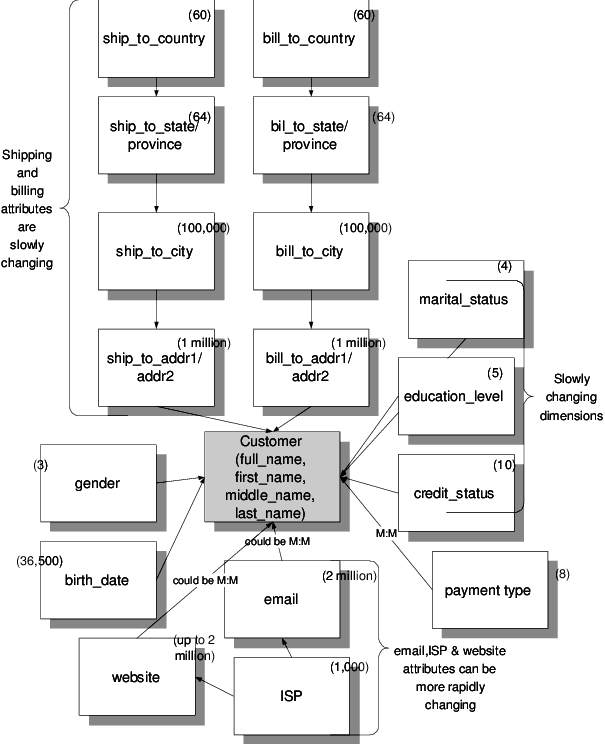 (60)
ship_to_country
(60)
bill_to_country
(64)
ship_to_state/
province
(64)
bil_to_state/
province
Shipping
and
billing
attributes
are
slowly
changing
(100,000)
ship_to_city
(100,000)
bill_to_city
(4)
marital_status
(1 million)
ship_to_addr1/
addr2
(1 million)
bill_to_addr1/
addr2
(5)
education_level
Slowly
changing
dimensions
Customer
(full_name,
first_name,
middle_name,
last_name)
(3)
gender
(10)
credit_status
M:M
could be M:M
(36,500)
birth_date
could be M:M
(2 million)
email
payment type
(8)
(up to 2
million)
website
(1,000)
ISP
email,ISP & website
attributes can be
more rapidly
changing